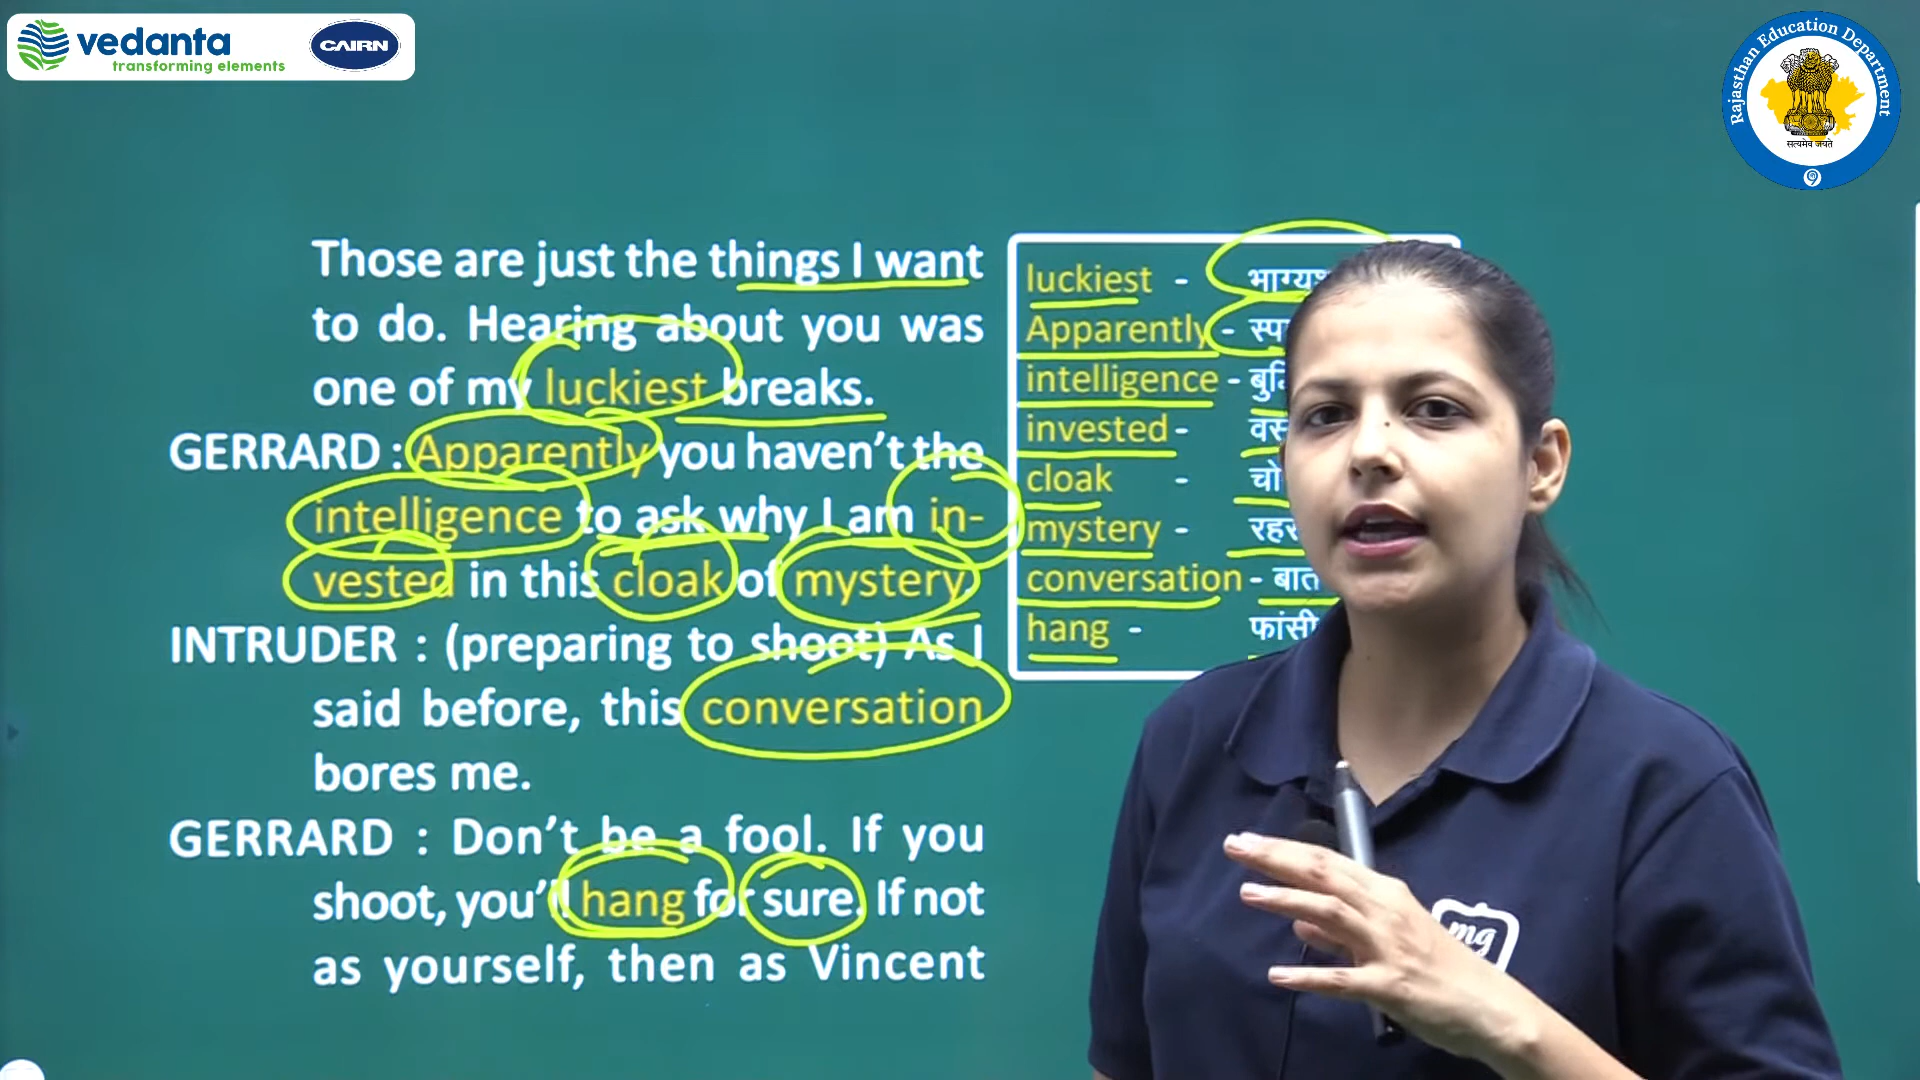 vedanta
transforming elements
CAIRN
Rajasthan Education Department
सत्यमेव जयते
Those are just the things I want
to do. Hearing about you was
one of my luckiest breaks.
GERRARD : Apparently you haven't the
intelligence to ask why I am in-
vested in this cloak of mystery.
INTRUDER : (preparing to shoot) As I
said before, this conversation
bores me.
GERRARD : Don't be a fool. If you
shoot, you'll hang for sure. If not
as yourself, then as Vincent
luckiest -
Apparently -
intelligence -
invested -
cloak -
mystery -
conversation -
hang - फांसी
mg